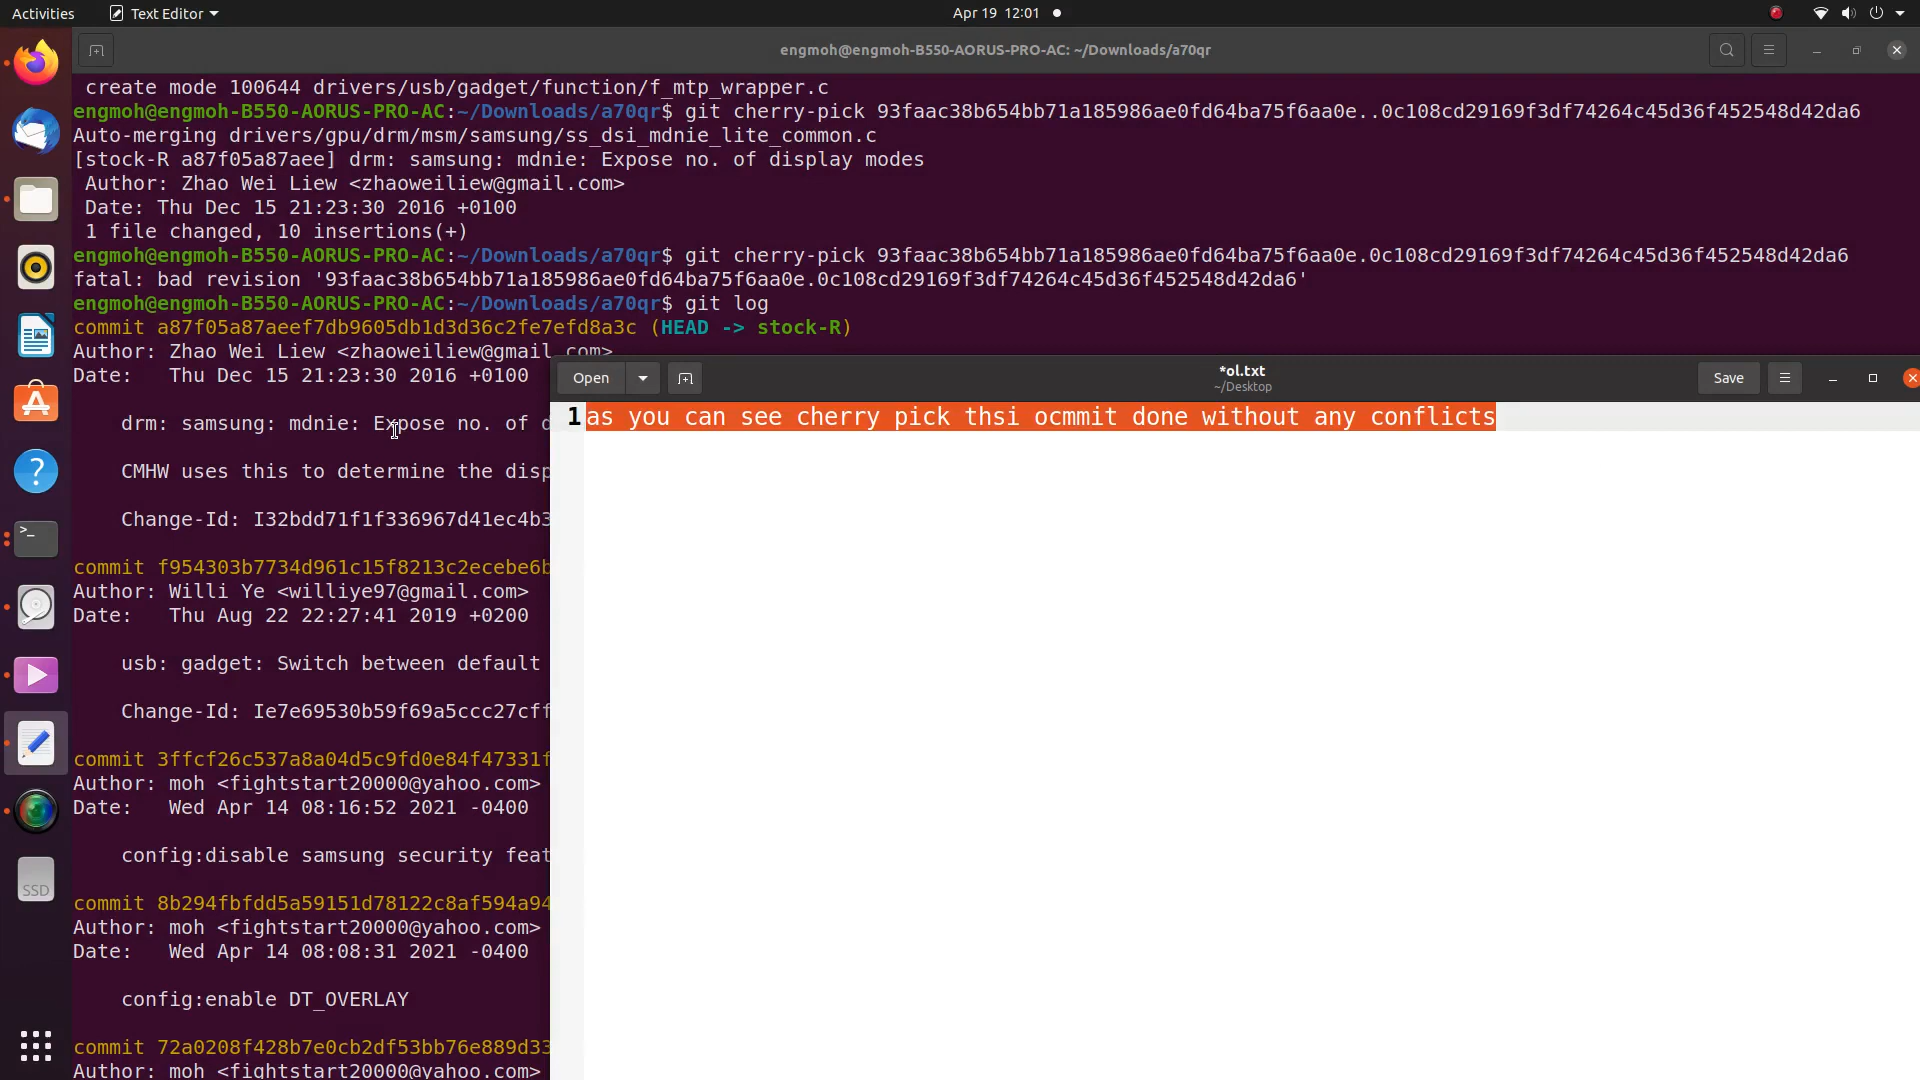 Activities Text Editor Apr 19 12:01
engmoh@engmoh-B550-AORUS-PRO-AC: ~/Downloads/a70qr
create mode 100644 drivers/usb/gadget/function/f_mtp_wrapper.c
engmoh@engmoh-B550-AORUS-PRO-AC:~/Downloads/a70qr$ git cherry-pick 93faac38b654bb71a185986ae0fd64ba75f6aa0e..0c108cd29169f3df74264c45d36f452548d42da6
Auto-merging drivers/gpu/drm/msm/samsung/ss_dsi_mdnie_lite_common.c
[stock-R a87f05a87aee] drm: samsung: mdnie: Expose no. of display modes
Author: Zhao Wei Liew <zhaoweiliew@gmail.com>
Date: Thu Dec 15 21:23:30 2016 +0100
1 file changed, 10 insertions(+)
engmoh@engmoh-B550-AORUS-PRO-AC:~/Downloads/a70qr$ git cherry-pick 93faac38b654bb71a185986ae0fd64ba75f6aa0e.0c108cd29169f3df74264c45d36f452548d42da6
fatal: bad revision '93faac38b654bb71a185986ae0fd64ba75f6aa0e.0c108cd29169f3df74264c45d36f452548d42da6'
engmoh@engmoh-B550-AORUS-PRO-AC:~/Downloads/a70qr$ git log
commit a87f05a87aeef7db9605db1d3d36c2fe7efd8a3c (HEAD -> stock-R)
Author: Zhao Wei Liew <zhaoweiliew@gmail.com>
Date:   Thu Dec 15 21:23:30 2016 +0100
drm: samsung: mdnie: Expose no. of d
CMHW uses this to determine the disp
Change-Id: I32bdd71f1f336967d41ec4b3
commit f954303b7734d961c15f8213c2ecebe6b
Author: Willi Ye <williye97@gmail.com>
Date:   Thu Aug 22 22:27:41 2019 +0200
usb: gadget: Switch between default
Change-Id: Ie7e69530b59f69a5ccc27cff
commit 3ffcf26c537a8a04d5c9fd0e84f47331f
Author: moh <fightstart20000@yahoo.com>
Date:   Wed Apr 14 08:16:52 2021 -0400
config:disable samsung security feat
commit 8b294fbfdd5a59151d78122c8af594a94
Author: moh <fightstart20000@yahoo.com>
Date:   Wed Apr 14 08:08:31 2021 -0400
config:enable DT_OVERLAY
commit 72a0208f428b7e0cb2df53bb76e889d33
Author: moh <fightstart20000@yahoo.com>
Open *ol.txt Save
~/Desktop
1 as you can see cherry pick thsi ocmmit done without any conflicts
SSD